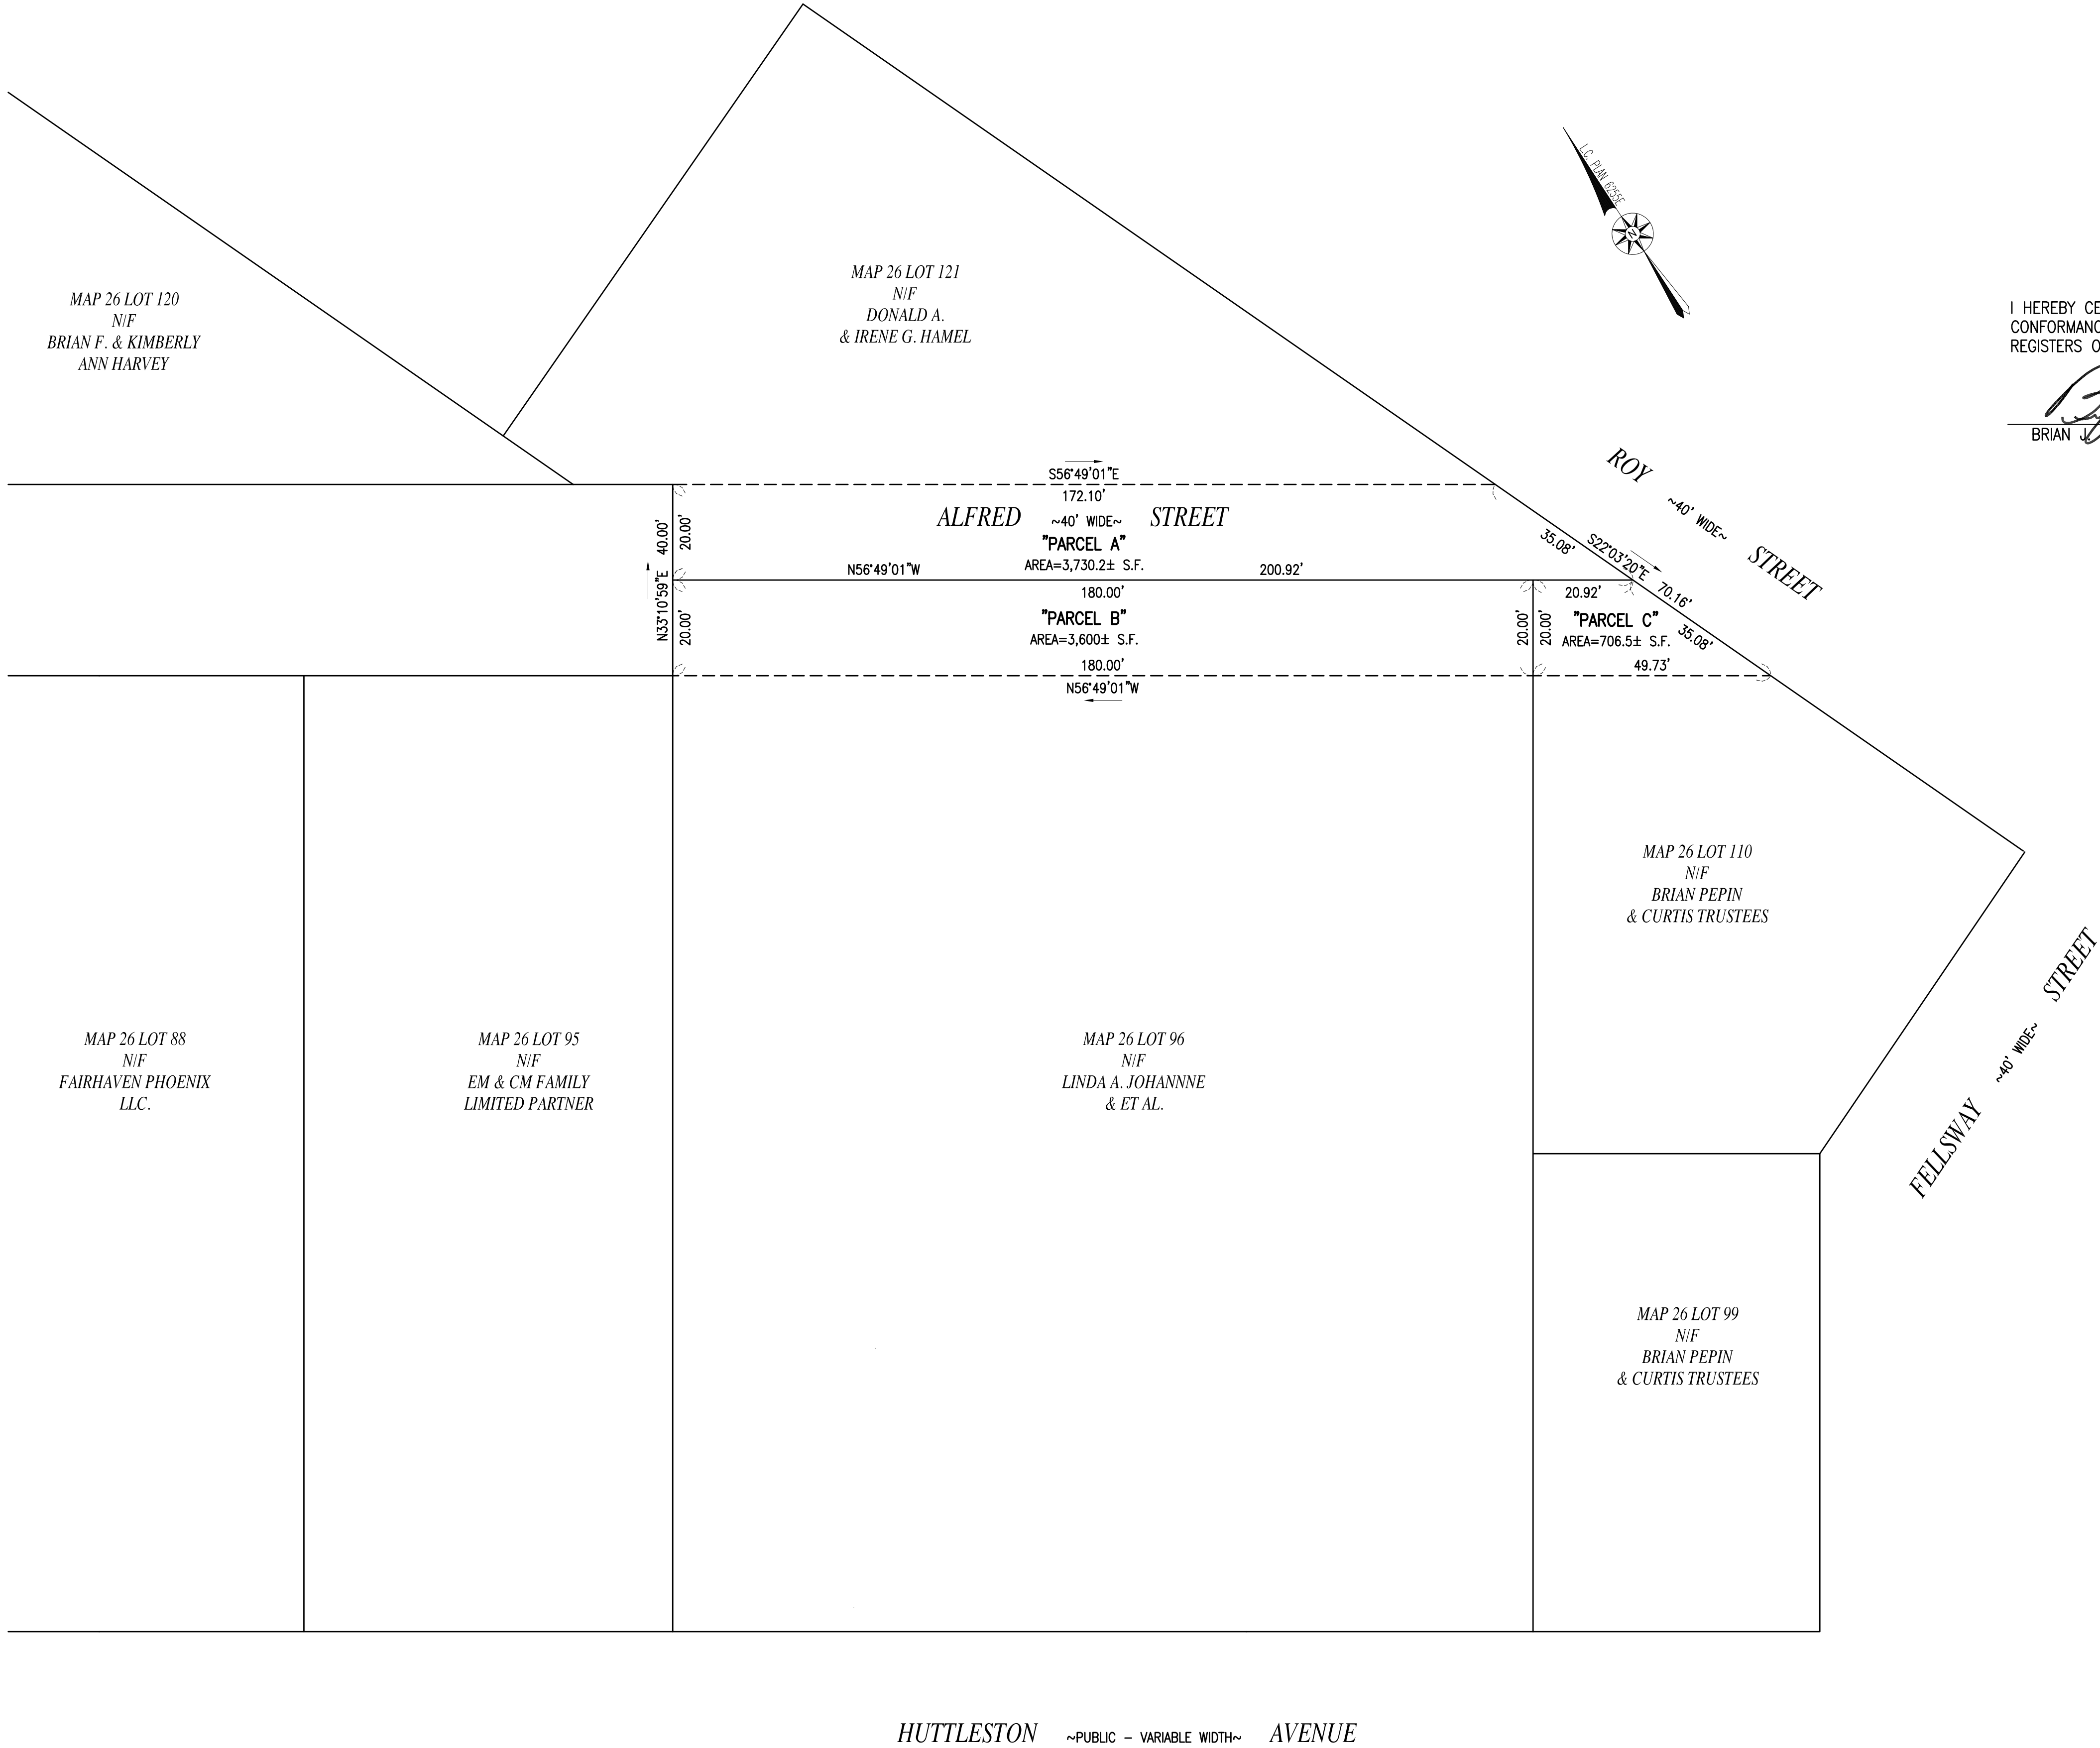 L.C. PLAN 6255E
N
I HEREBY CE
CONFORMANC
REGISTERS O
BRIAN J.
MAP 26 LOT 120
N/F
BRIAN F. & KIMBERLY
ANN HARVEY
MAP 26 LOT 121
N/F
DONALD A.
& IRENE G. HAMEL
ROY ~40' WIDE~ STREET
S56°49'01"E
172.10'
ALFRED ~40' WIDE~ STREET
"PARCEL A"
AREA=3,730.2± S.F.
N33°10'59"E 40.00'
20.00'
20.00'
N56°49'01"W
200.92'
35.08'
S22°03'20"E 70.16'
35.08'
180.00'
"PARCEL B"
AREA=3,600± S.F.
180.00'
N56°49'01"W
20.00'
20.00'
20.92'
"PARCEL C"
AREA=706.5± S.F.
49.73'
MAP 26 LOT 110
N/F
BRIAN PEPIN
& CURTIS TRUSTEES
FELLSWAY ~40' WIDE~ STREET
MAP 26 LOT 88
N/F
FAIRHAVEN PHOENIX
LLC.
MAP 26 LOT 95
N/F
EM & CM FAMILY
LIMITED PARTNER
MAP 26 LOT 96
N/F
LINDA A. JOHANNNE
& ET AL.
MAP 26 LOT 99
N/F
BRIAN PEPIN
& CURTIS TRUSTEES
HUTTLESTON ~PUBLIC – VARIABLE WIDTH~ AVENUE